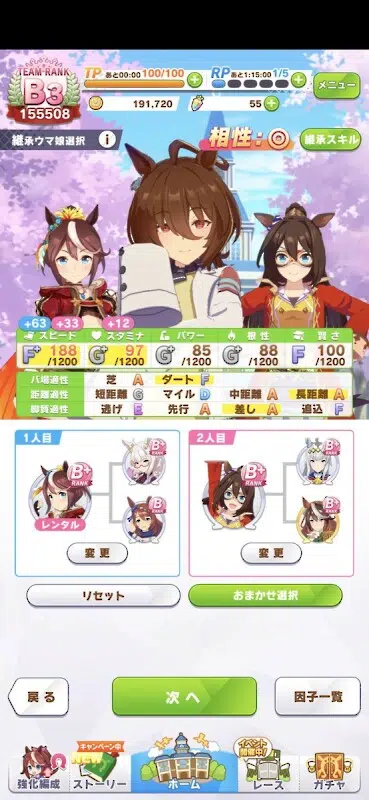 TEAM RANK
B3
155508
TP あと00:00 100/100
RP あと1:15:00 1/5
メニュー
191,720
55
継承ウマ娘選択 i
相性:◎
継承スキル
+63 +33 +12
スピード スタミナ パワー 根性 賢さ
F+ 188 /1200
G+ 97 /1200
G+ 85 /1200
G+ 88 /1200
F 100 /1200
バ場適性 芝 A ダート F
距離適性 短距離 G マイル D 中距離 A 長距離 A
脚質適性 逃げ E 先行 A 差し A 追込 F
1人目
2人目
B+ RANK
B+ RANK
B+ RANK
レンタル
B+ RANK
B+ RANK
B+ RANK
変更
変更
リセット
おまかせ選択
戻る
次へ
因子一覧
キャンペーン中
NEW
イベント開催中!
強化編成
ストーリー
ホーム
レース
ガチャ